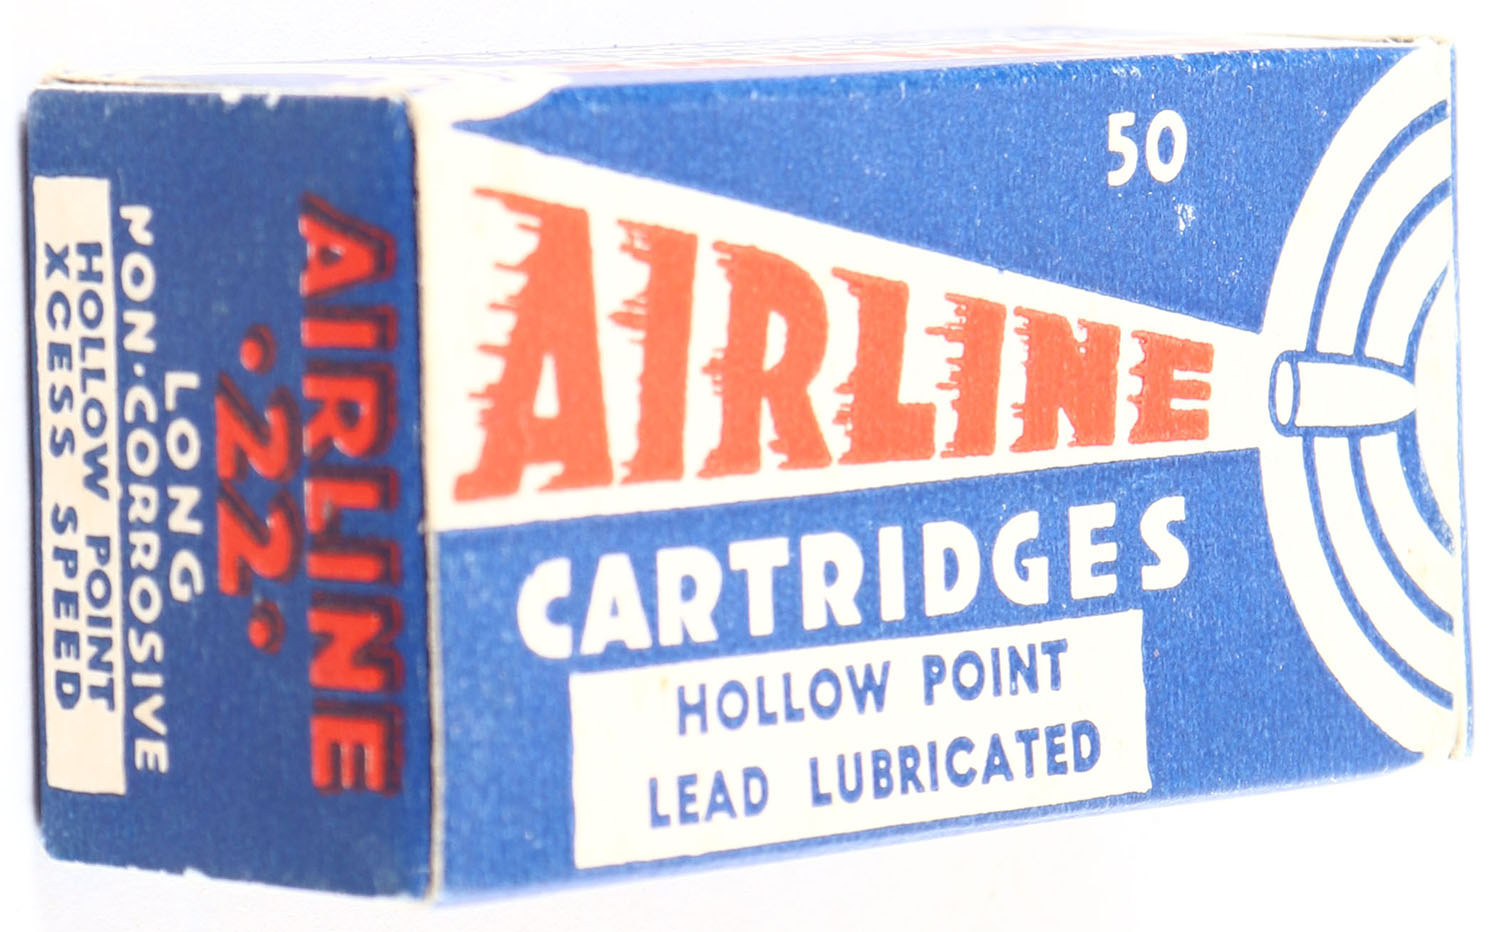 50
AIRLINE
CARTRIDGES
HOLLOW POINT
LEAD LUBRICATED
AIRLINE
.22.
LONG
NON-CORROSIVE
HOLLOW POINT
XCESS SPEED